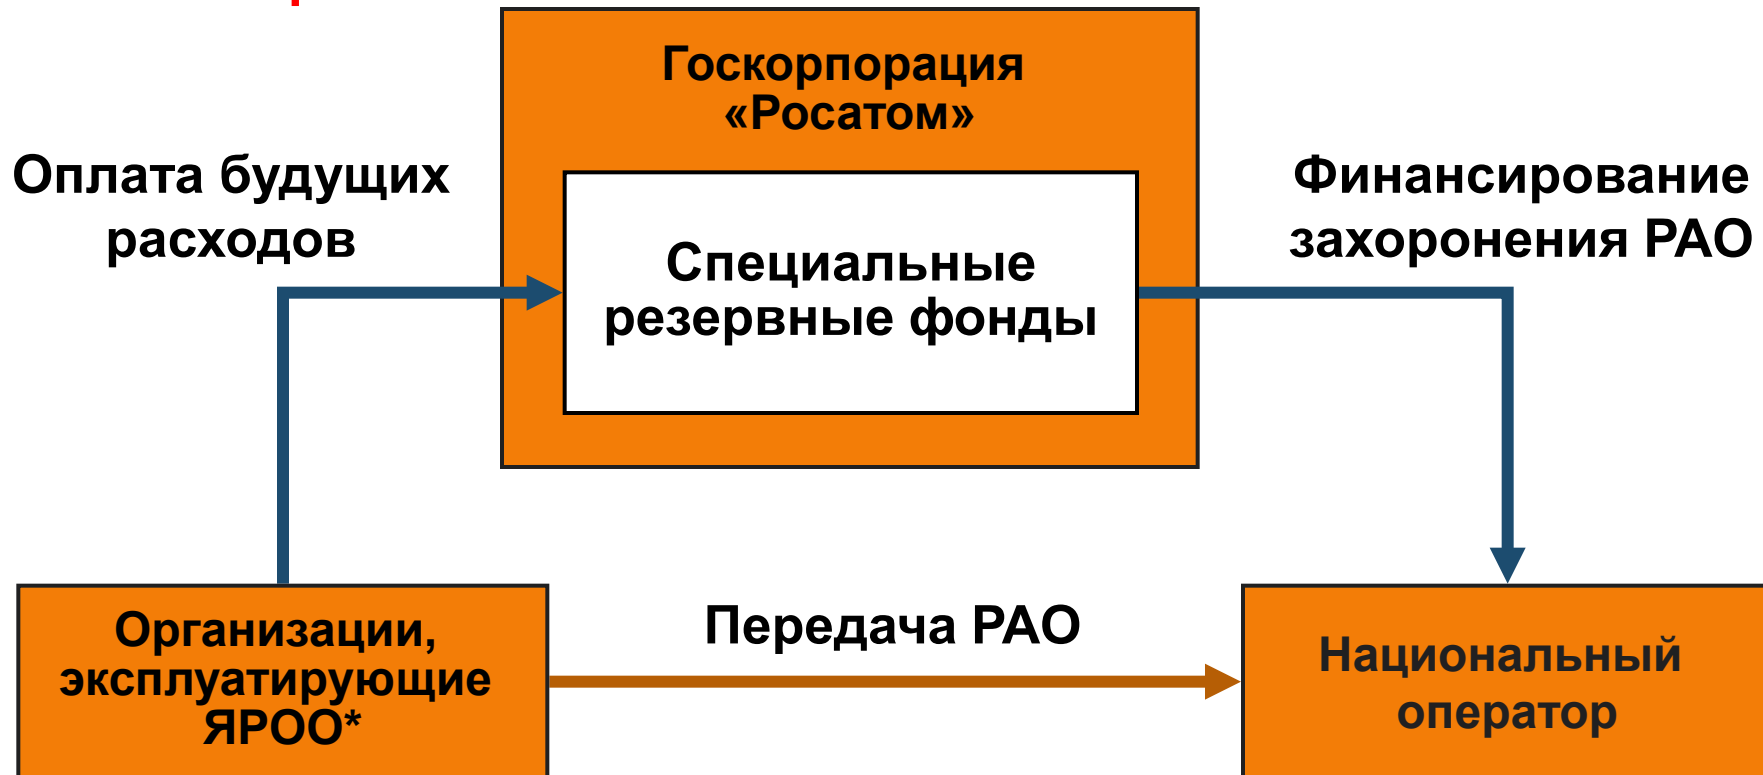 Госкорпорация
«Росатом»
Оплата будущих
расходов
Специальные
резервные фонды
Финансирование
захоронения РАО
Организации,
эксплуатирующие
ЯРОО*
Передача РАО
Национальный
оператор